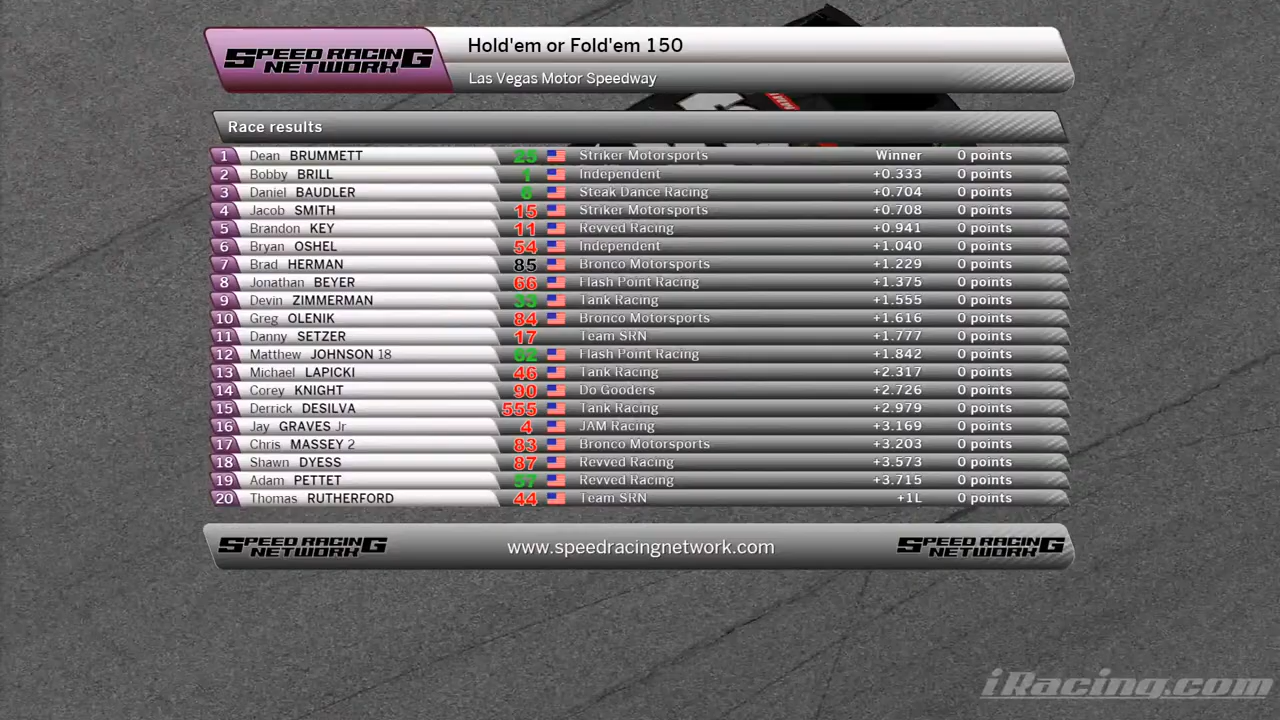 SPEED RACING NETWORK
Hold'em or Fold'em 150
Las Vegas Motor Speedway
Race results
1 Dean BRUMMETT Striker Motorsports Winner 0 points
2 Bobby BRILL 1 Independent +0.333 0 points
3 Daniel BAUDLER Steak Dance Racing +0.704 0 points
4 Jacob SMITH 15 Striker Motorsports +0.708 0 points
5 Brandon KEY 11 Revved Racing +0.941 0 points
6 Bryan OSHEL 54 Independent +1.040 0 points
7 Brad HERMAN 85 Bronco Motorsports +1.229 0 points
8 Jonathan BEYER 66 Flash Point Racing +1.375 0 points
9 Devin ZIMMERMAN Tank Racing +1.555 0 points
10 Greg OLENIK 84 Bronco Motorsports +1.616 0 points
11 Danny SETZER 17 Team SRN +1.777 0 points
12 Matthew JOHNSON 18 Flash Point Racing +1.842 0 points
13 Michael LAPICKI 46 Tank Racing +2.317 0 points
14 Corey KNIGHT 90 Do Gooders +2.726 0 points
15 Derrick DESILVA 555 Tank Racing +2.979 0 points
16 Jay GRAVES Jr 4 JAM Racing +3.169 0 points
17 Chris MASSEY 2 83 Bronco Motorsports +3.203 0 points
18 Shawn DYESS 87 Revved Racing +3.573 0 points
19 Adam PETTET Revved Racing +3.715 0 points
20 Thomas RUTHERFORD 44 Team SRN +1L 0 points
SPEED RACING NETWORK www.speedracingnetwork.com SPEED RACING NETWORK
iRacing.com